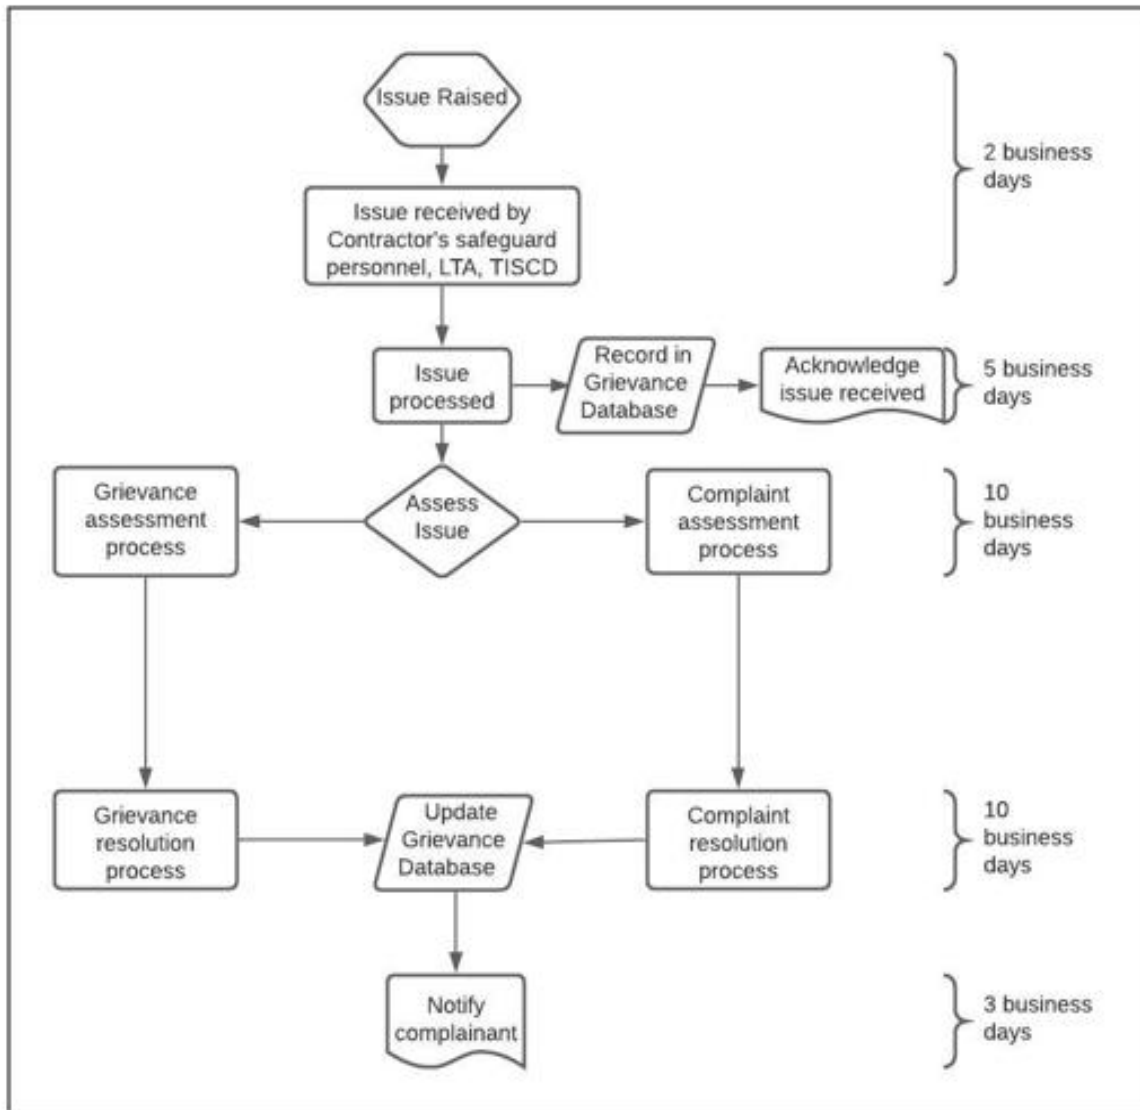 Issue Raised
2 business
days
Issue received by
Contractor's safeguard
personnel, LTA, TISCD
Issue
processed
Record in
Grievance
Database
Acknowledge
issue received
5 business
days
Grievance
assessment
process
Assess
Issue
Complaint
assessment
process
10
business
days
Grievance
resolution
process
Update
Grievance
Database
Complaint
resolution
process
10
business
days
Notify
complainant
3 business
days